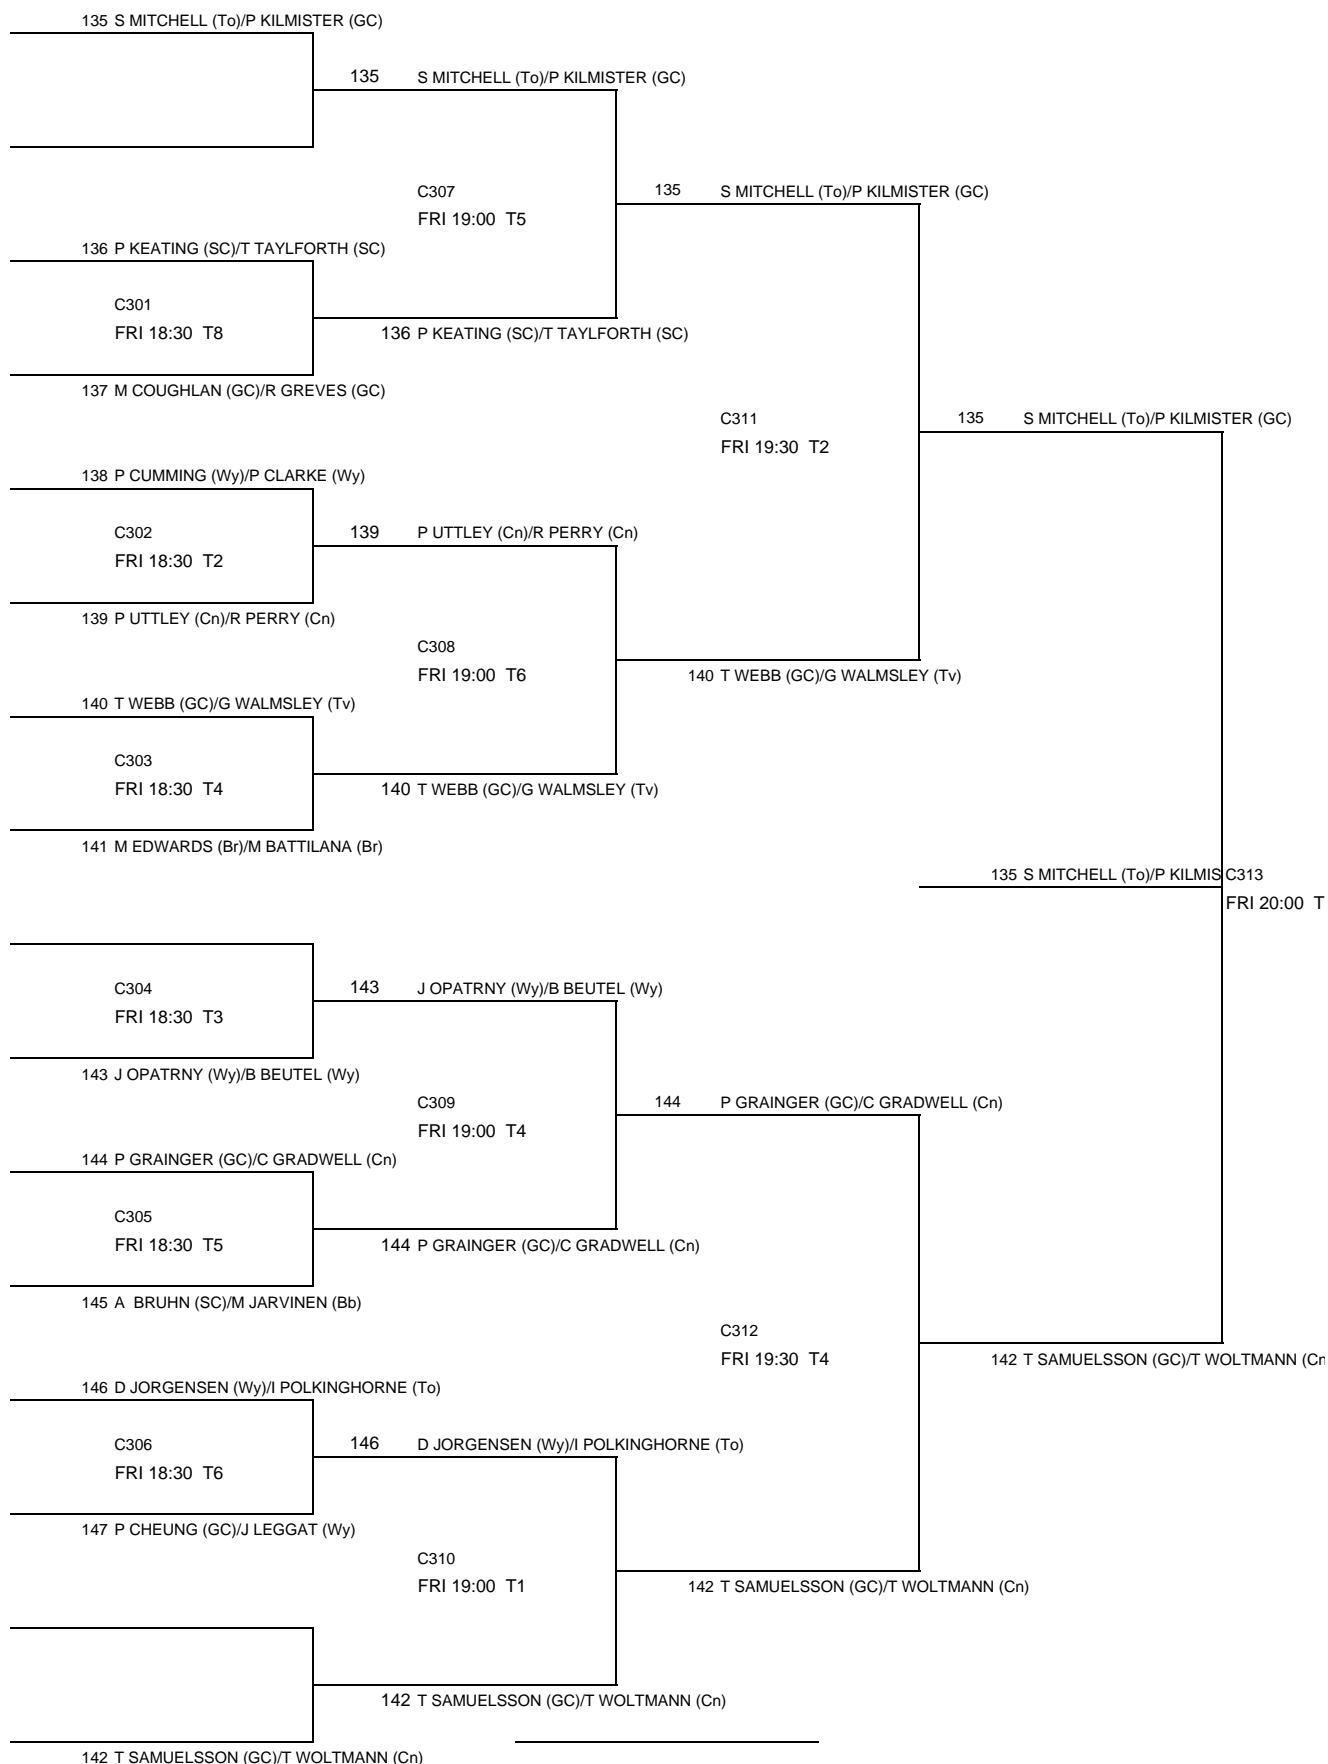 135 S MITCHELL (To)/P KILMISTER (GC)
135 S MITCHELL (To)/P KILMISTER (GC)
C307
135 S MITCHELL (To)/P KILMISTER (GC)
FRI 19:00 T5
136 P KEATING (SC)/T TAYLFORTH (SC)
C301
FRI 18:30 T8
136 P KEATING (SC)/T TAYLFORTH (SC)
137 M COUGHLAN (GC)/R GREVES (GC)
C311
135 S MITCHELL (To)/P KILMISTER (GC)
FRI 19:30 T2
138 P CUMMING (Wy)/P CLARKE (Wy)
C302
139 P UTTLEY (Cn)/R PERRY (Cn)
FRI 18:30 T2
139 P UTTLEY (Cn)/R PERRY (Cn)
C308
FRI 19:00 T6
140 T WEBB (GC)/G WALMSLEY (Tv)
140 T WEBB (GC)/G WALMSLEY (Tv)
C303
FRI 18:30 T4
140 T WEBB (GC)/G WALMSLEY (Tv)
141 M EDWARDS (Br)/M BATTILANA (Br)
135 S MITCHELL (To)/P KILMIS C313
FRI 20:00 T
C304
143 J OPATRNY (Wy)/B BEUTEL (Wy)
FRI 18:30 T3
143 J OPATRNY (Wy)/B BEUTEL (Wy)
C309
144 P GRAINGER (GC)/C GRADWELL (Cn)
FRI 19:00 T4
144 P GRAINGER (GC)/C GRADWELL (Cn)
C305
FRI 18:30 T5
144 P GRAINGER (GC)/C GRADWELL (Cn)
145 A BRUHN (SC)/M JARVINEN (Bb)
C312
FRI 19:30 T4
142 T SAMUELSSON (GC)/T WOLTMANN (Cn
146 D JORGENSEN (Wy)/I POLKINGHORNE (To)
C306
146 D JORGENSEN (Wy)/I POLKINGHORNE (To)
FRI 18:30 T6
147 P CHEUNG (GC)/J LEGGAT (Wy)
C310
FRI 19:00 T1
142 T SAMUELSSON (GC)/T WOLTMANN (Cn)
142 T SAMUELSSON (GC)/T WOLTMANN (Cn)
142 T SAMUELSSON (GC)/T WOLTMANN (Cn)